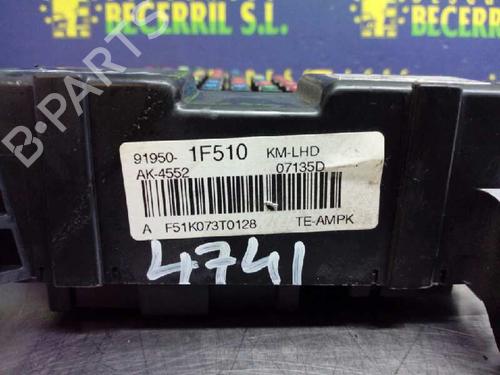 BECERRIL S.L.
BECERRIL S.L.
B-PARTS
91950- 1F510 KM-LHD
AK-4552 07135D
A F51K073T0128 TE-AMPK
4741